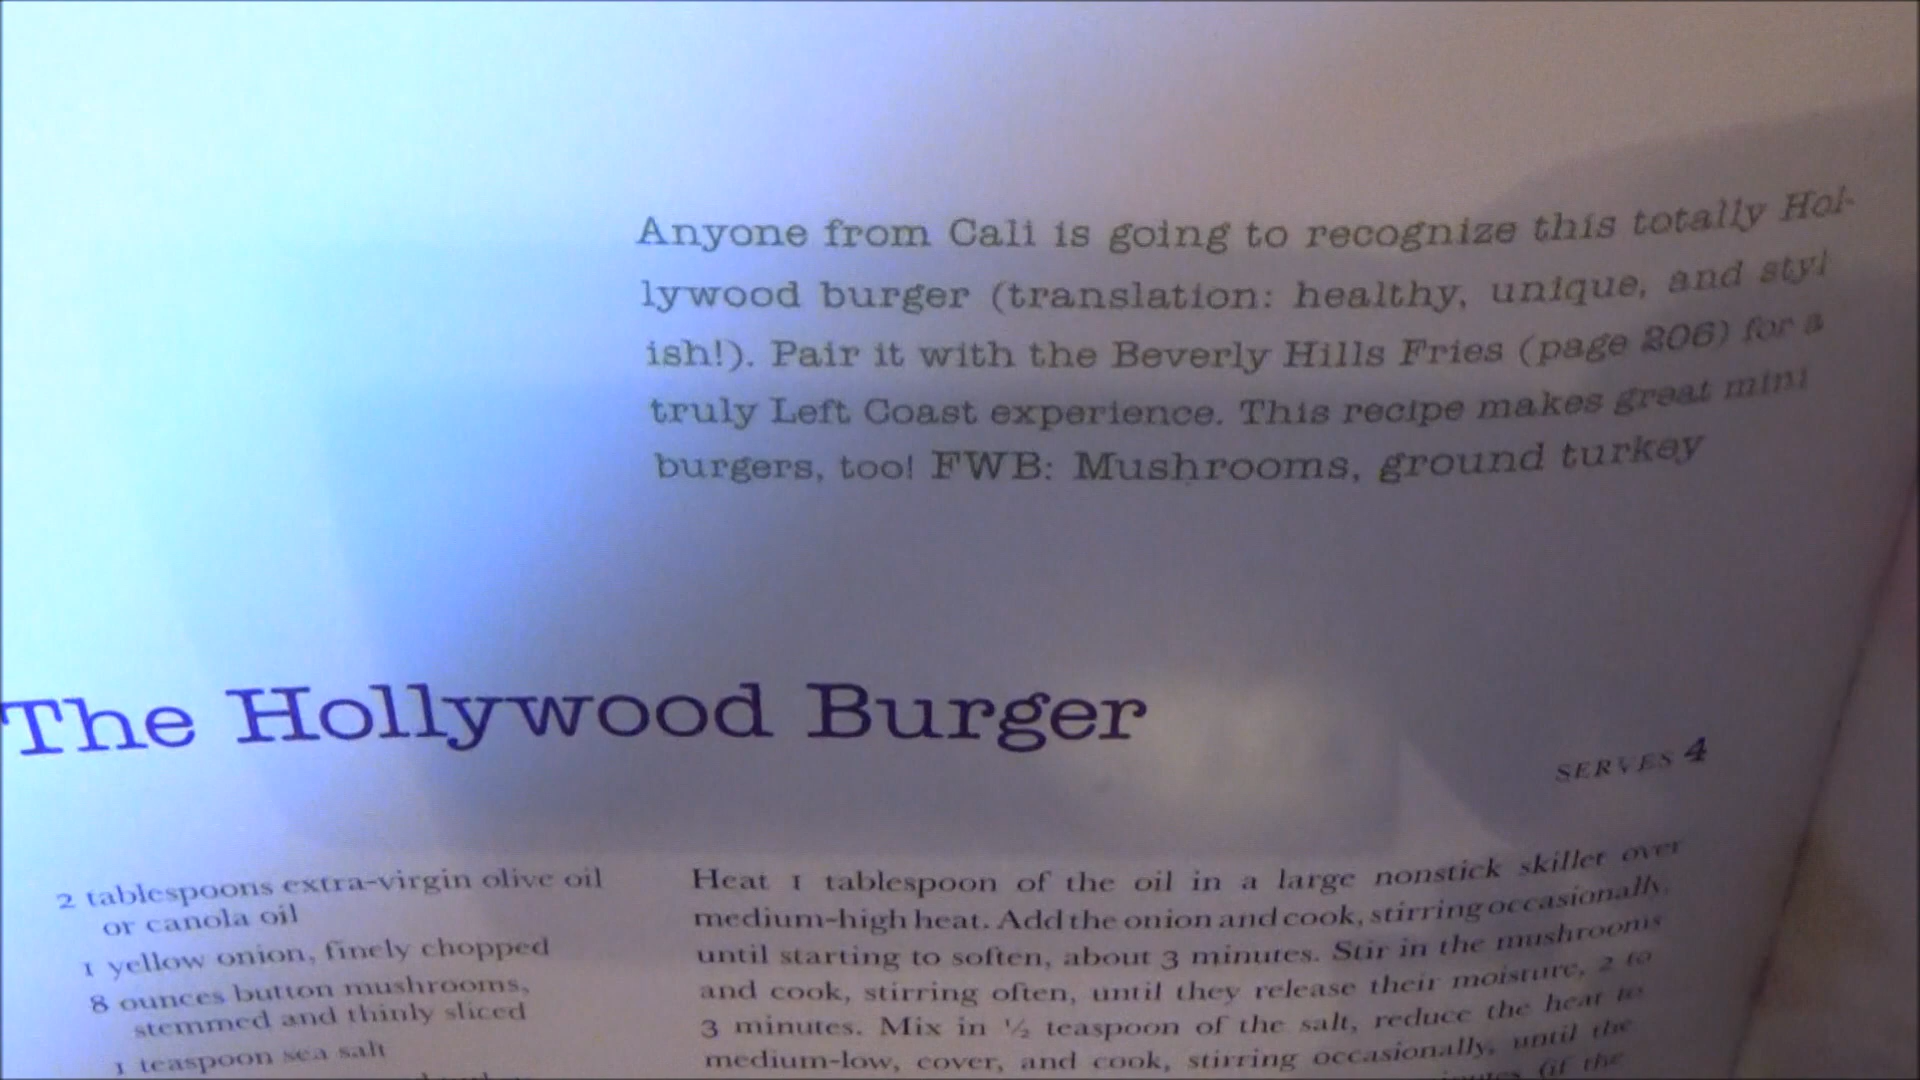 Anyone from Cali is going to recognize this totally Hol-
lywood burger (translation: healthy, unique, and styl
ish!). Pair it with the Beverly Hills Fries (page 206) for a
truly Left Coast experience. This recipe makes great mini
burgers, too! FWB: Mushrooms, ground turkey
The Hollywood Burger
SERVES 4
2 tablespoons extra-virgin olive oil
or canola oil
1 yellow onion, finely chopped
8 ounces button mushrooms,
stemmed and thinly sliced
1 teaspoon sea salt
Heat 1 tablespoon of the oil in a large nonstick skillet over
medium-high heat. Add the onion and cook, stirring occasionally,
until starting to soften, about 3 minutes. Stir in the mushrooms
and cook, stirring often, until they release their moisture, 2 to
3 minutes. Mix in ½ teaspoon of the salt, reduce the heat to
medium-low, cover, and cook, stirring occasionally, until the
(if the